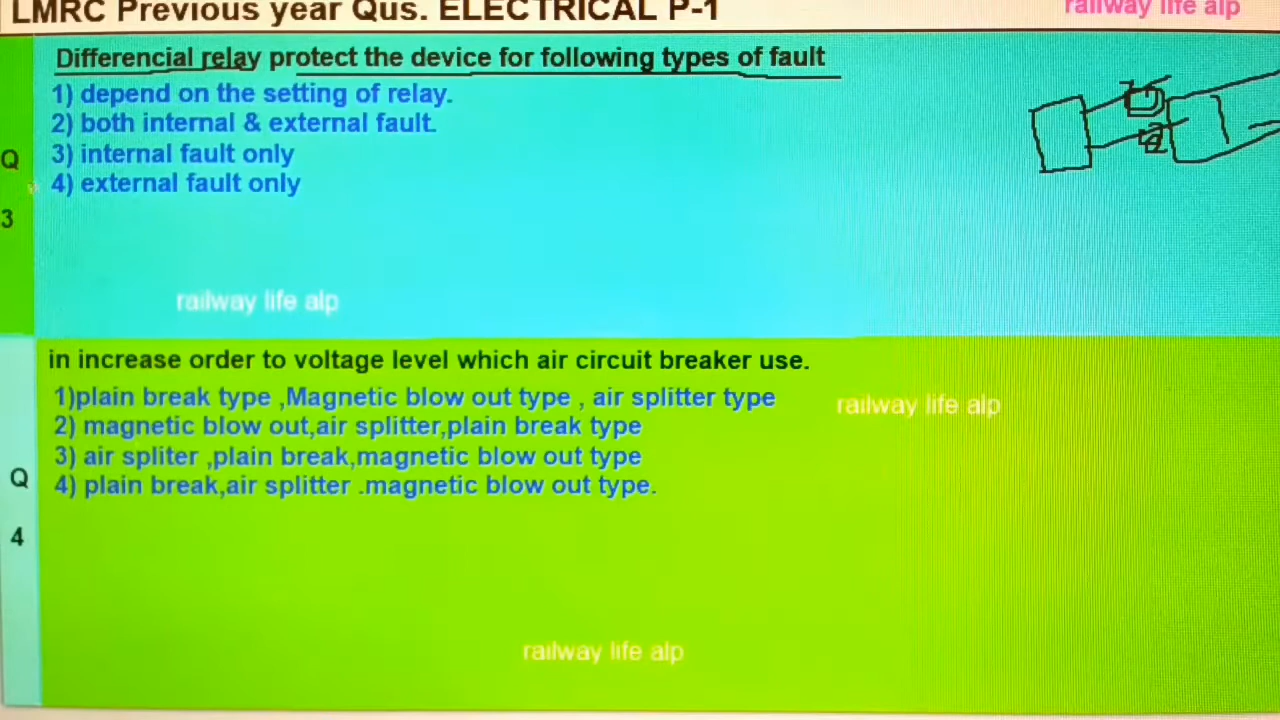 LMRC Previous year Qus. ELECTRICAL P-1
railway life alp
Q
3
Differencial relay protect the device for following types of fault
1) depend on the setting of relay.
2) both internal & external fault.
3) internal fault only
4) external fault only
railway life alp
Q
4
in increase order to voltage level which air circuit breaker use.
1)plain break type ,Magnetic blow out type , air splitter type
railway life alp
2) magnetic blow out,air splitter,plain break type
3) air spliter ,plain break,magnetic blow out type
4) plain break,air splitter .magnetic blow out type.
railway life alp